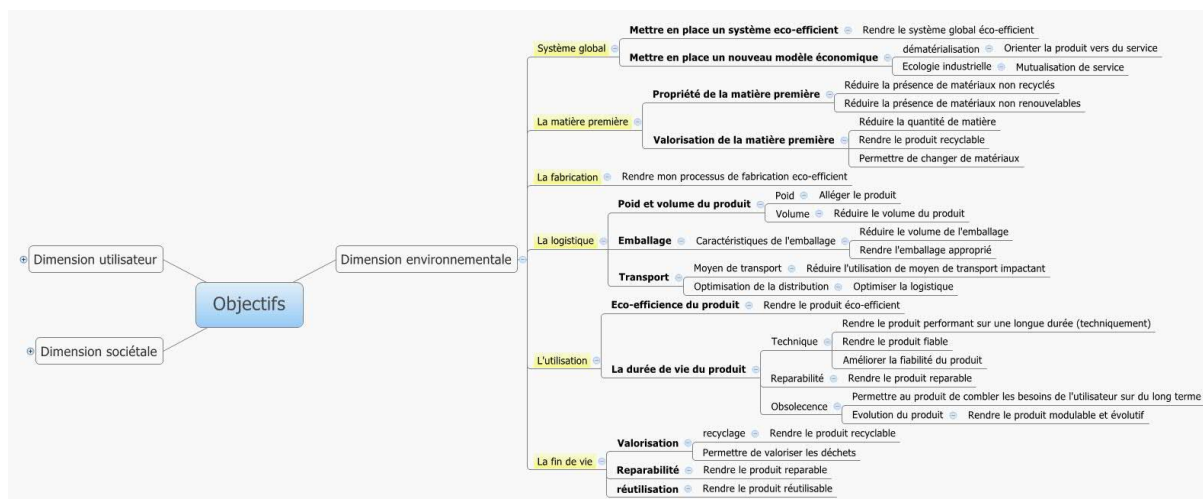 Objectifs
Dimension utilisateur
Dimension sociétale
Dimension environnementale
Système global
Mettre en place un système eco-efficient
Rendre le système global éco-efficient
Mettre en place un nouveau modèle économique
dématérialisation
Orienter la produit vers du service
Ecologie industrielle
Mutualisation de service
La matière première
Propriété de la matière première
Réduire la présence de matériaux non recyclés
Réduire la présence de matériaux non renouvelables
Valorisation de la matière première
Réduire la quantité de matière
Rendre le produit recyclable
Permettre de changer de matériaux
La fabrication
Rendre mon processus de fabrication eco-efficient
La logistique
Poid et volume du produit
Poid
Alléger le produit
Volume
Réduire le volume du produit
Emballage
Caractéristiques de l'emballage
Réduire le volume de l'emballage
Rendre l'emballage approprié
Transport
Moyen de transport
Réduire l'utilisation de moyen de transport impactant
Optimisation de la distribution
Optimiser la logistique
L'utilisation
Eco-efficience du produit
Rendre le produit éco-efficient
La durée de vie du produit
Technique
Rendre le produit performant sur une longue durée (techniquement)
Rendre le produit fiable
Améliorer la fiabilité du produit
Reparabilité
Rendre le produit reparable
Obsolecence
Permettre au produit de combler les besoins de l'utilisateur sur du long terme
Evolution du produit
Rendre le produit modulable et évolutif
La fin de vie
Valorisation
recyclage
Rendre le produit recyclable
Permettre de valoriser les déchets
Reparabilité
Rendre le produit reparable
réutilisation
Rendre le produit réutilisable